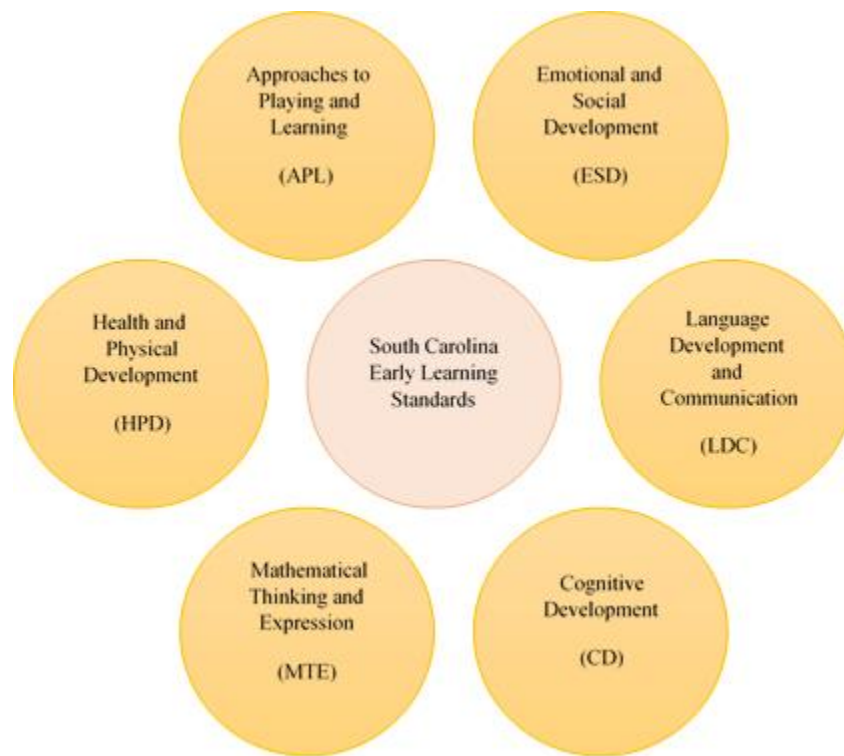 Approaches to
Playing and
Learning
(APL)
Emotional and
Social
Development
(ESD)
Health and
Physical
Development
(HPD)
South Carolina
Early Learning
Standards
Language
Development
and
Communication
(LDC)
Mathematical
Thinking and
Expression
(MTE)
Cognitive
Development
(CD)